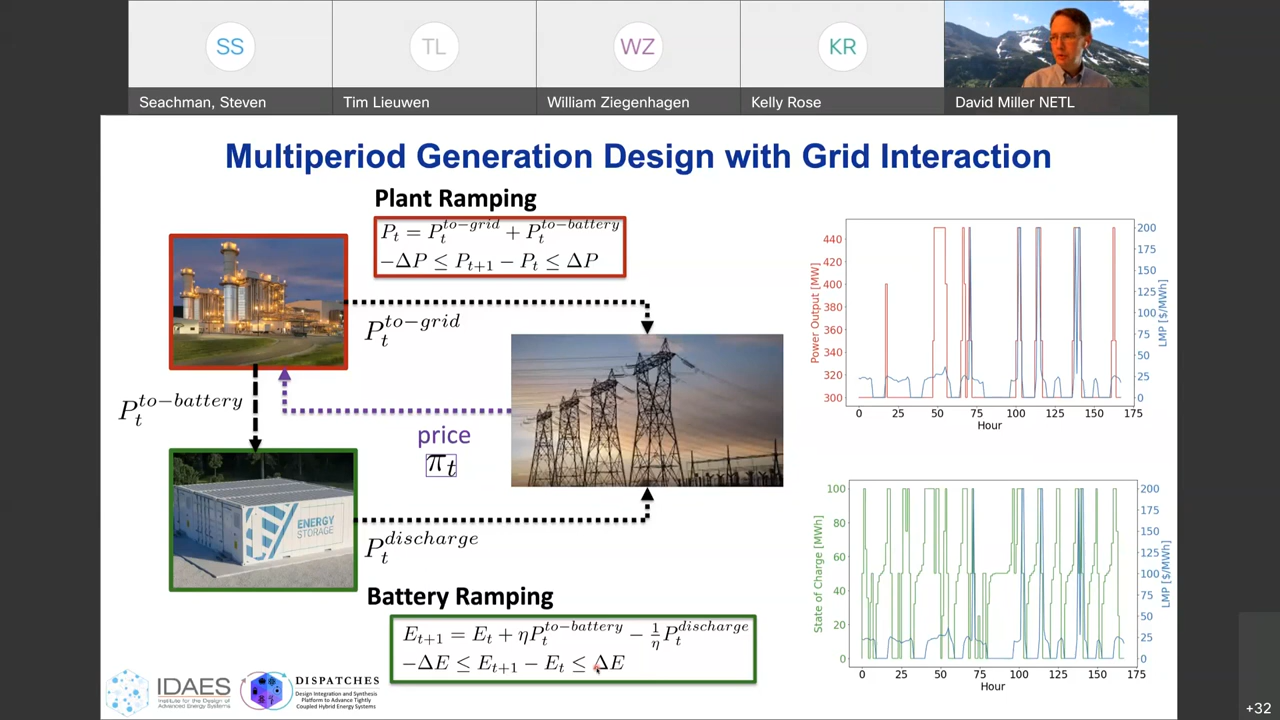 SS
TL
WZ
KR
Seachman, Steven
Tim Lieuwen
William Ziegenhagen
Kelly Rose
David Miller NETL
Multiperiod Generation Design with Grid Interaction
Plant Ramping
P_t = P_t^{to-grid} + P_t^{to-battery}
−ΔP ≤ P_{t+1} − P_t ≤ ΔP
P_t^{to-grid}
P_t^{to-battery}
price
π_t
ENERGY
STORAGE
P_t^{discharge}
Battery Ramping
E_{t+1} = E_t + ηP_t^{to-battery} − \frac{1}{η}P_t^{discharge}
−ΔE ≤ E_{t+1} − E_t ≤ ΔE
Power Output [MW]
440
420
400
380
360
340
320
300
200
175
150
125
100
75
50
25
0
LMP [$/MWh]
0 25 50 75 100 125 150 175
Hour
State of Charge [MWh]
100
80
60
40
20
0
200
175
150
125
100
75
50
25
0
LMP [$/MWh]
0 25 50 75 100 125 150 175
Hour
IDAES
Institute for the Design of
Advanced Energy Systems
DISPATCHES
Design Integration and Synthesis
Platform to Advance Tightly
Coupled Hybrid Energy Systems
+32